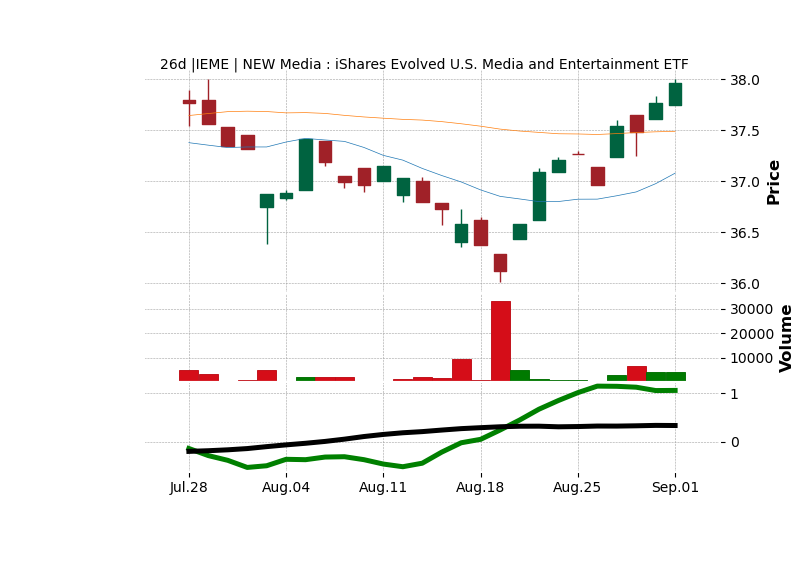 26d |IEME | NEW Media : iShares Evolved U.S. Media and Entertainment ETF
38.0
37.5
37.0
36.5
36.0
Price
30000
20000
10000
Volume
1
0
Jul.28 Aug.04 Aug.11 Aug.18 Aug.25 Sep.01